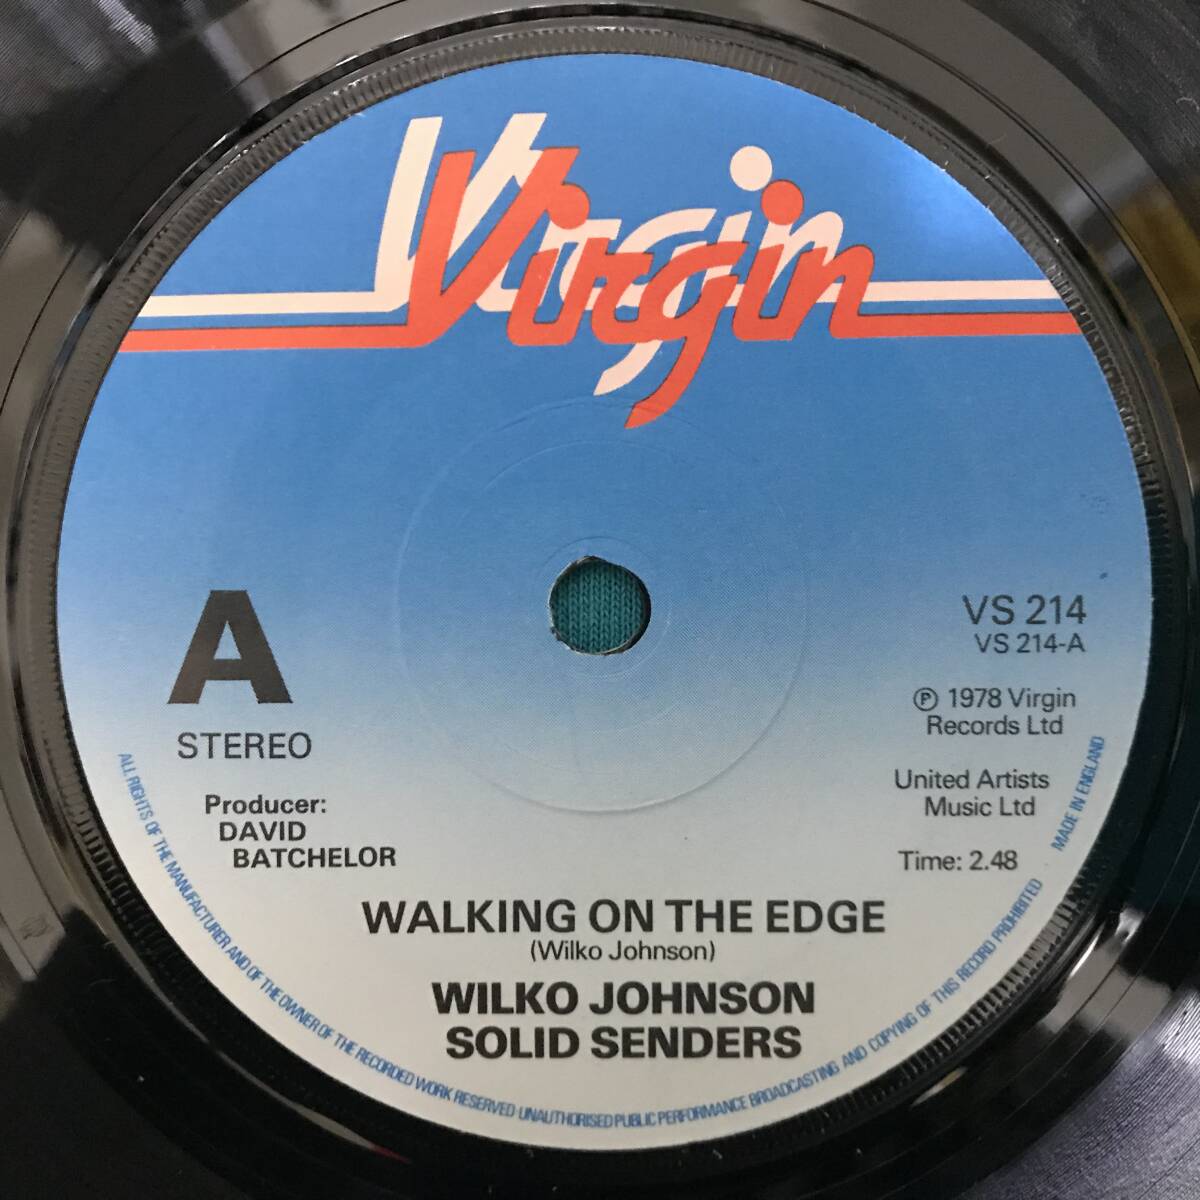 Virgin
A
STEREO
VS 214
VS 214-A
℗ 1978 Virgin
Records Ltd
Producer:
DAVID
BATCHELOR
United Artists
Music Ltd
Time: 2.48
WALKING ON THE EDGE
(Wilko Johnson)
WILKO JOHNSON
SOLID SENDERS
ALL RIGHTS OF THE MANUFACTURER AND OF THE OWNER OF THE RECORDED WORK RESERVED UNAUTHORISED PUBLIC PERFORMANCE BROADCASTING AND COPYING OF THIS RECORD PROHIBITED
MADE IN ENGLAND